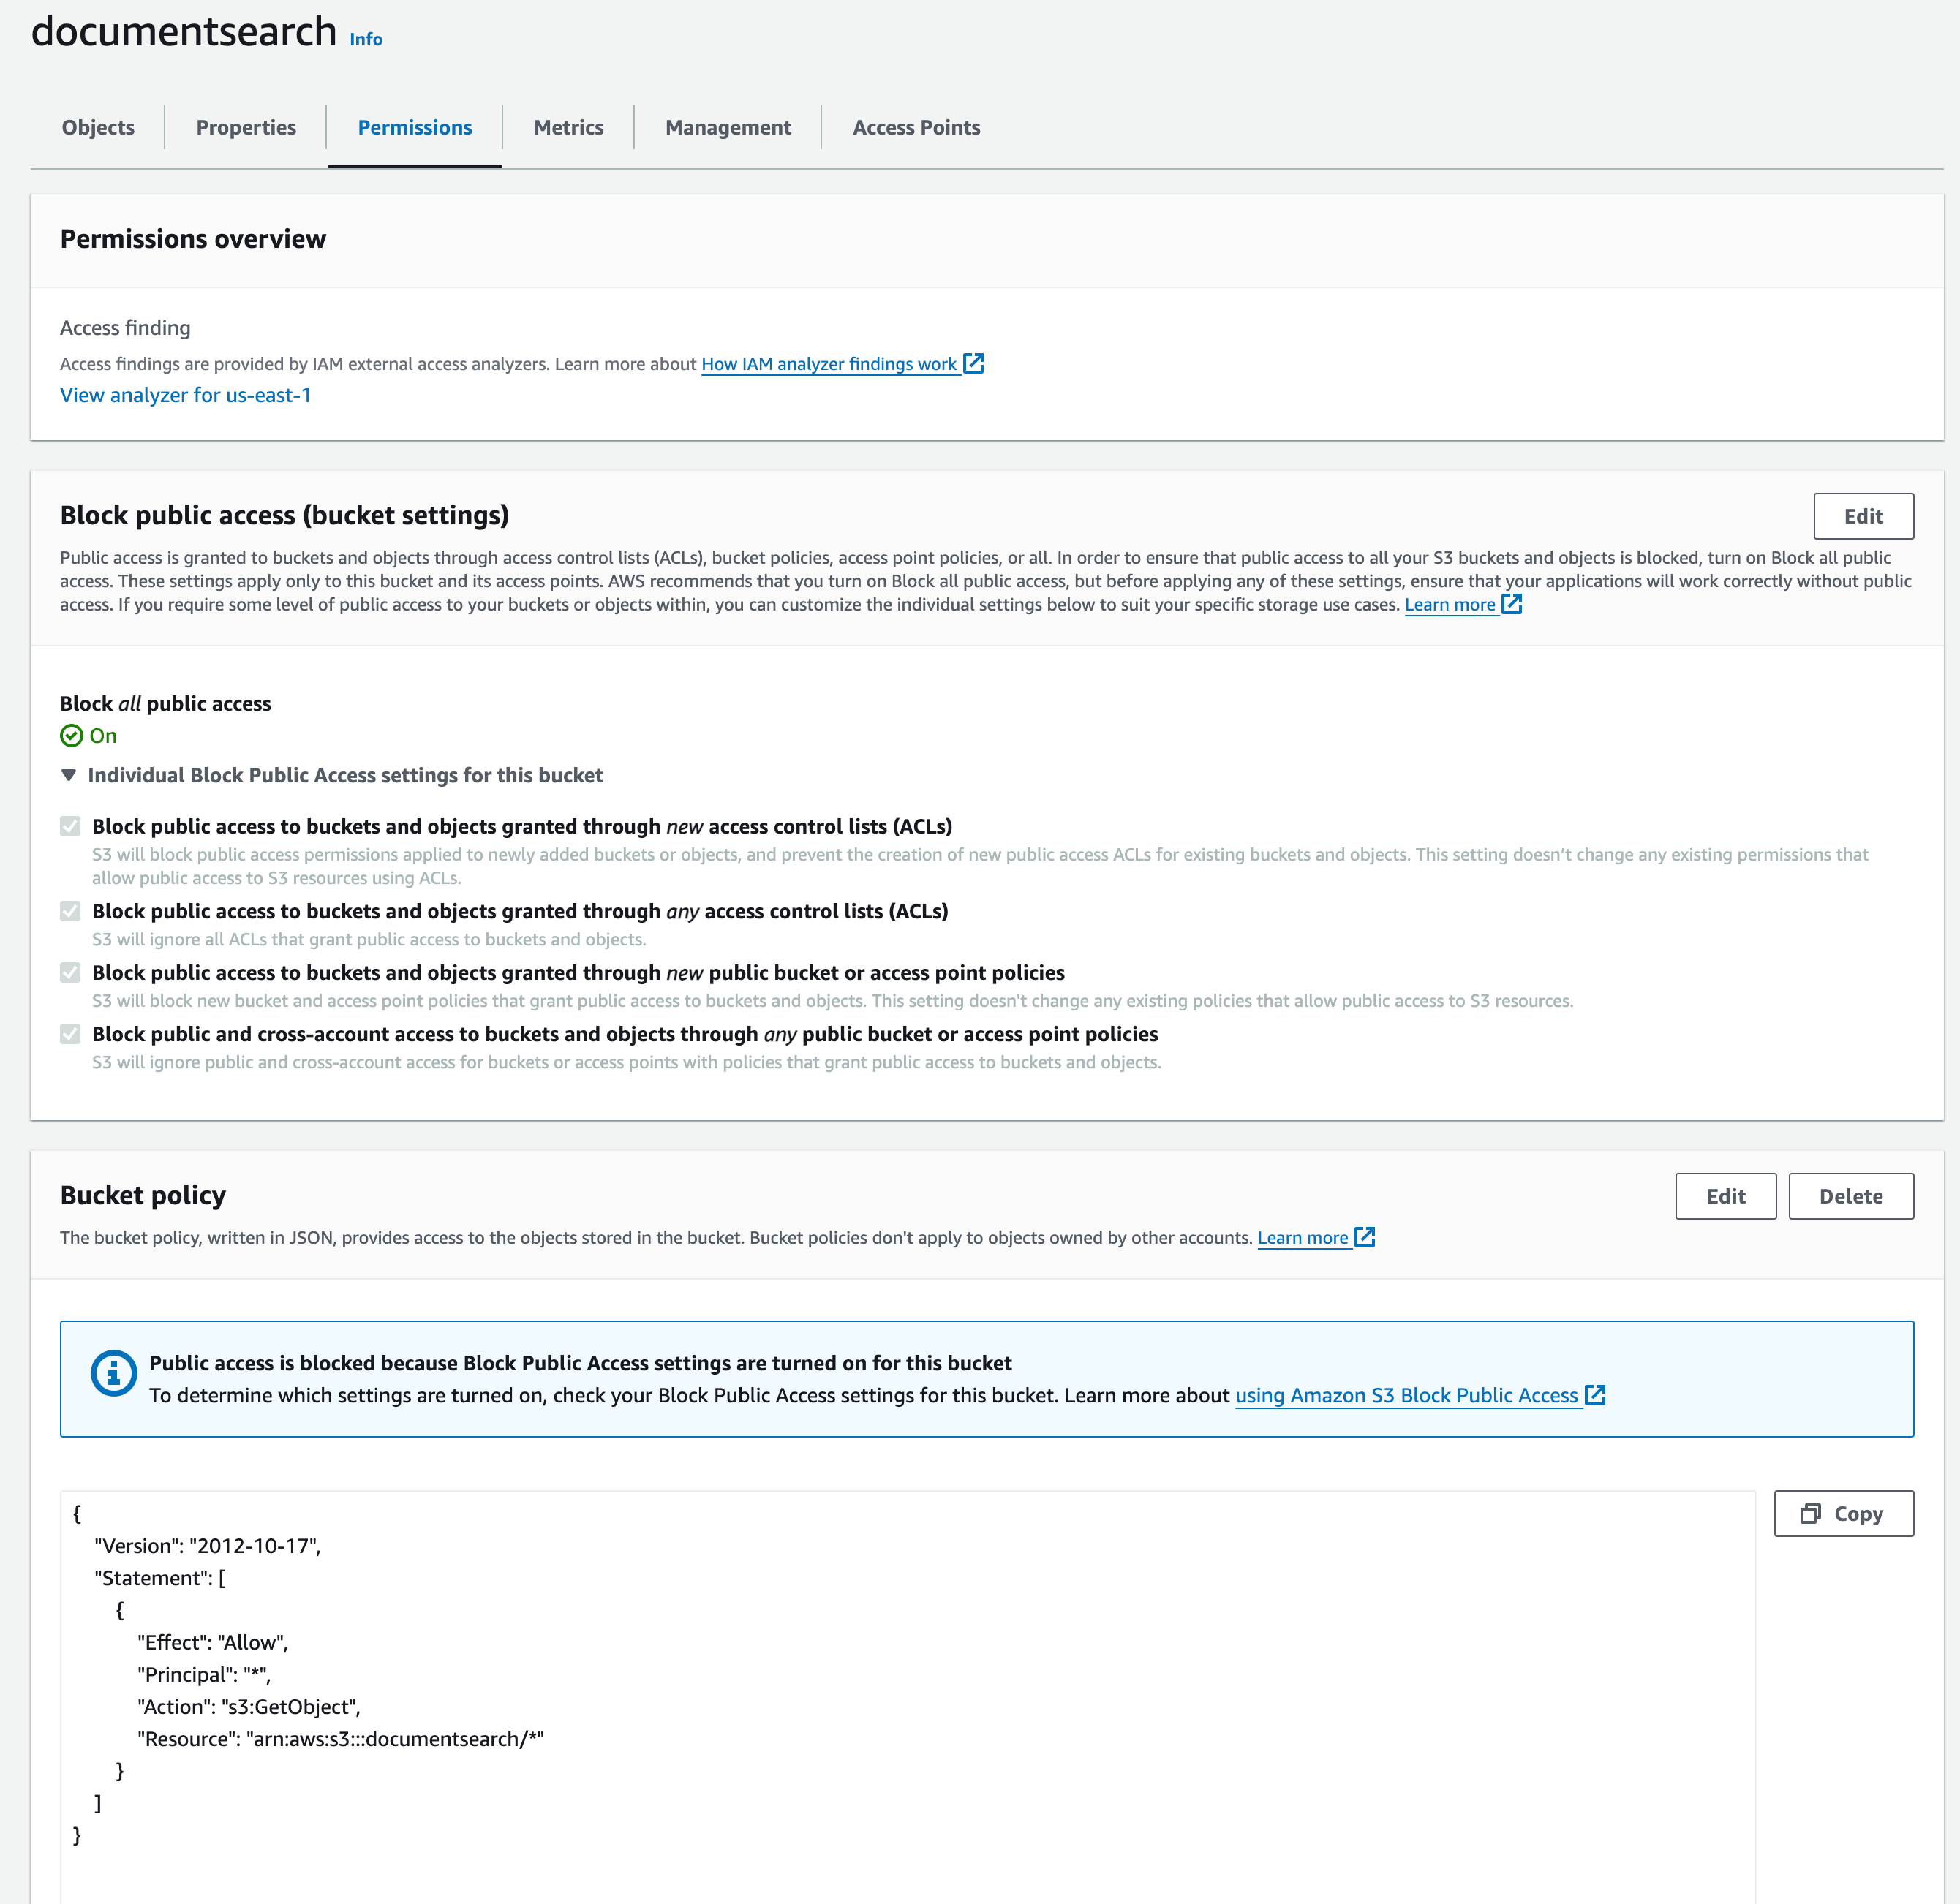 documentsearch Info
Objects
Properties
Permissions
Metrics
Management
Access Points
Permissions overview
Access finding
Access findings are provided by IAM external access analyzers. Learn more about How IAM analyzer findings work
View analyzer for us-east-1
Block public access (bucket settings)
Edit
Public access is granted to buckets and objects through access control lists (ACLs), bucket policies, access point policies, or all. In order to ensure that public access to all your S3 buckets and objects is blocked, turn on Block all public
access. These settings apply only to this bucket and its access points. AWS recommends that you turn on Block all public access, but before applying any of these settings, ensure that your applications will work correctly without public
access. If you require some level of public access to your buckets or objects within, you can customize the individual settings below to suit your specific storage use cases. Learn more
Block all public access
On
Individual Block Public Access settings for this bucket
Block public access to buckets and objects granted through new access control lists (ACLs)
S3 will block public access permissions applied to newly added buckets or objects, and prevent the creation of new public access ACLs for existing buckets and objects. This setting doesn’t change any existing permissions that
allow public access to S3 resources using ACLs.
Block public access to buckets and objects granted through any access control lists (ACLs)
S3 will ignore all ACLs that grant public access to buckets and objects.
Block public access to buckets and objects granted through new public bucket or access point policies
S3 will block new bucket and access point policies that grant public access to buckets and objects. This setting doesn't change any existing policies that allow public access to S3 resources.
Block public and cross-account access to buckets and objects through any public bucket or access point policies
S3 will ignore public and cross-account access for buckets or access points with policies that grant public access to buckets and objects.
Bucket policy
Edit
Delete
The bucket policy, written in JSON, provides access to the objects stored in the bucket. Bucket policies don't apply to objects owned by other accounts. Learn more
Public access is blocked because Block Public Access settings are turned on for this bucket
To determine which settings are turned on, check your Block Public Access settings for this bucket. Learn more about using Amazon S3 Block Public Access
Copy
{
"Version": "2012-10-17",
"Statement": [
{
"Effect": "Allow",
"Principal": "*",
"Action": "s3:GetObject",
"Resource": "arn:aws:s3:::documentsearch/*"
}
]
}